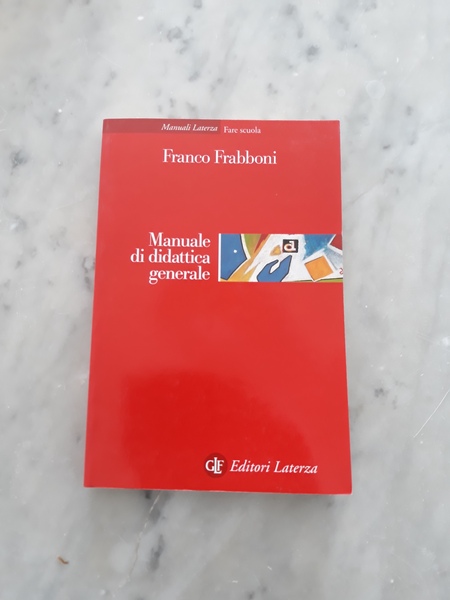 Manuali Laterza Fare scuola
Franco Frabboni
Manuale
di didattica
generale
d
GLF Editori Laterza